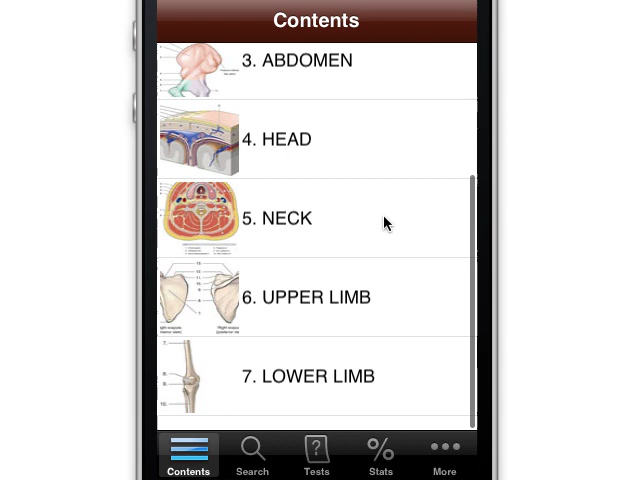 Contents
3. ABDOMEN
4. HEAD
5. NECK
6. UPPER LIMB
7. LOWER LIMB
Contents
Search
Tests
Stats
More